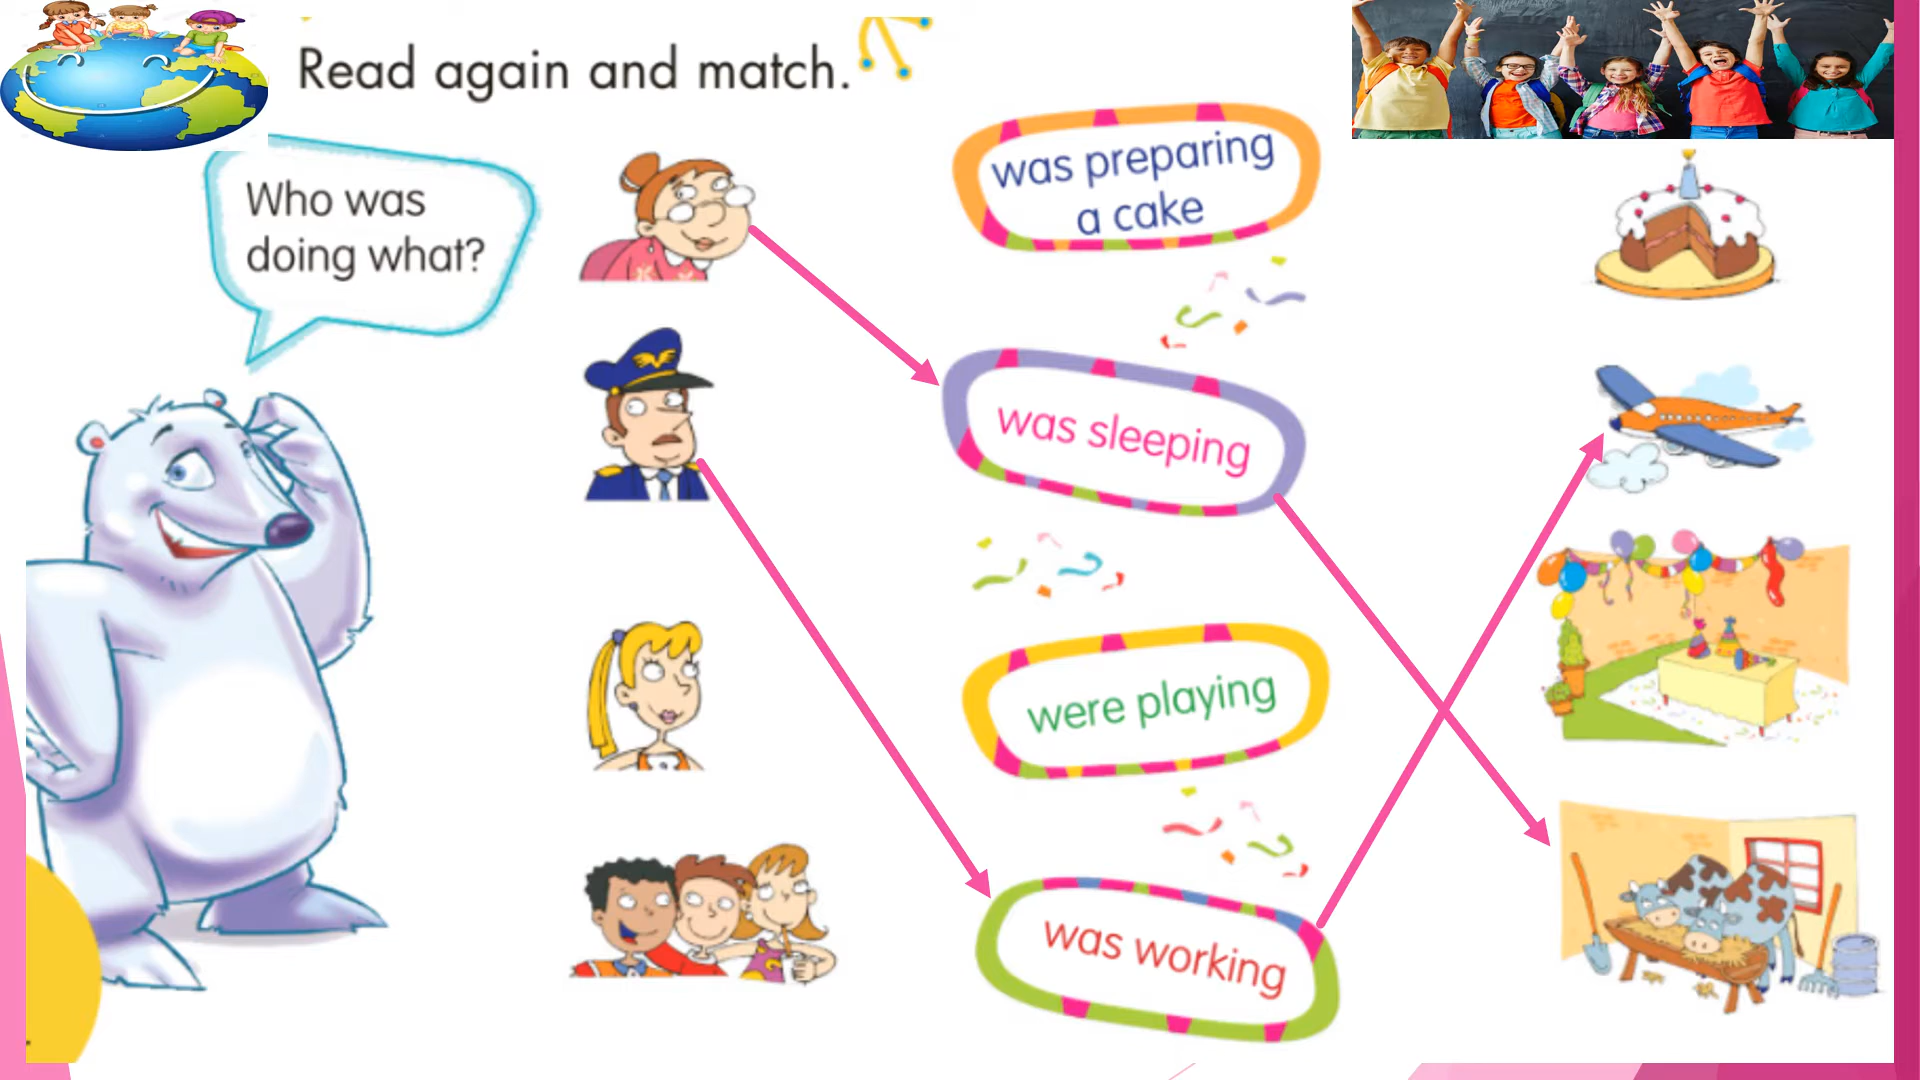 Read again and match.
Who was
doing what?
was preparing
a cake
was sleeping
were playing
was working